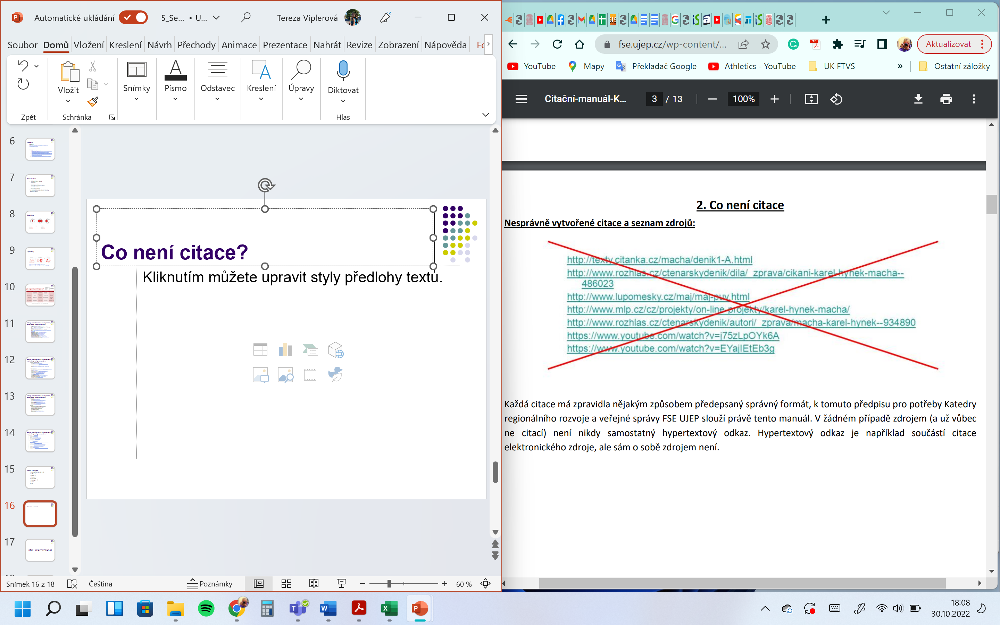 Automatické ukládání
5_Se... • U...
Tereza Viplerová
Soubor Domů Vložení Kreslení Návrh Přechody Animace Prezentace Nahrát Revize Zobrazení Nápověda
Vložit
Snímky
Písmo
Odstavec
Kreslení
Úpravy
Diktovat
Zpět
Schránka
Hlas
6
7
8
9
10
11
12
13
14
15
16
17
DĚKUJI ZA POZORNOST
Co není citace?
Kliknutím můžete upravit styly předlohy textu.
Snímek 16 z 18
Čeština
Poznámky
60 %
fse.ujep.cz/wp-content/...
Aktualizovat
YouTube
Mapy
Překladač Google
Athletics - YouTube
UK FTVS
»
Ostatní záložky
Citační-manuál-K...
3 / 13
100%
2. Co není citace
Nesprávně vytvořené citace a seznam zdrojů:
http://texty.citanka.cz/macha/denik1-A.html
http://www.rozhlas.cz/ctenarskydenik/dila/_zprava/cikani-karel-hynek-macha--
486023
http://www.lupomesky.cz/maj/maj-puv.html
http://www.mlp.cz/cz/projekty/on-line-projekty/karel-hynek-macha/
http://www.rozhlas.cz/ctenarskydenik/autori/_zprava/macha-karel-hynek--934890
https://www.youtube.com/watch?v=j75zLpOYk6A
https://www.youtube.com/watch?v=EYajIEtEb3g
Každá citace má zpravidla nějakým způsobem předepsaný správný formát, k tomuto předpisu pro potřeby Katedry
regionálního rozvoje a veřejné správy FSE UJEP slouží právě tento manuál. V žádném případě zdrojem (a už vůbec
ne citací) není nikdy samostatný hypertextový odkaz. Hypertextový odkaz je například součástí citace
elektronického zdroje, ale sám o sobě zdrojem není.
18:08
30.10.2022